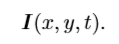 I(x, y, t).